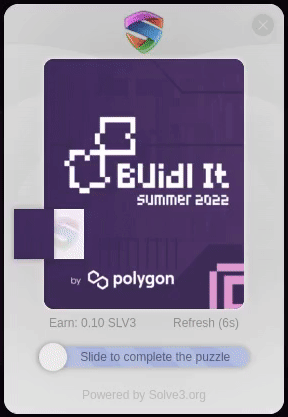 BUidl It
summer 2022
by polygon
Earn: 0.10 SLV3 Refresh (6s)
Slide to complete the puzzle
Powered by Solve3.org